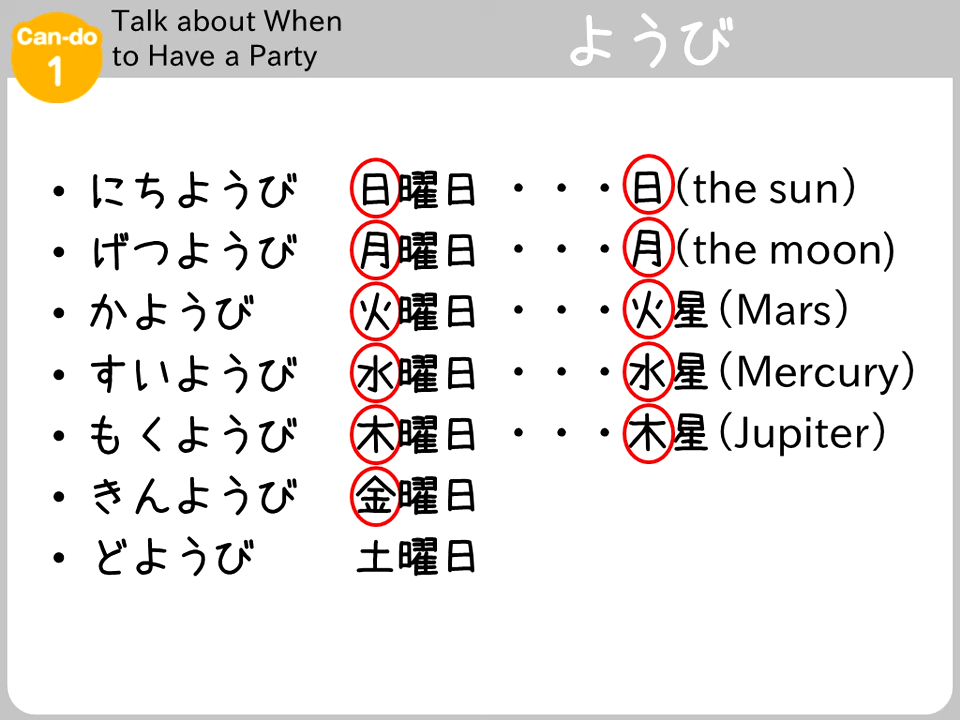 Can-do
1
Talk about When
to Have a Party
ようび
• にちようび 日曜日 ・・・日(the sun)
• げつようび 月曜日 ・・・月(the moon)
• かようび 火曜日 ・・・火星(Mars)
• すいようび 水曜日 ・・・水星(Mercury)
• もくようび 木曜日 ・・・木星(Jupiter)
• きんようび 金曜日
• どようび 土曜日